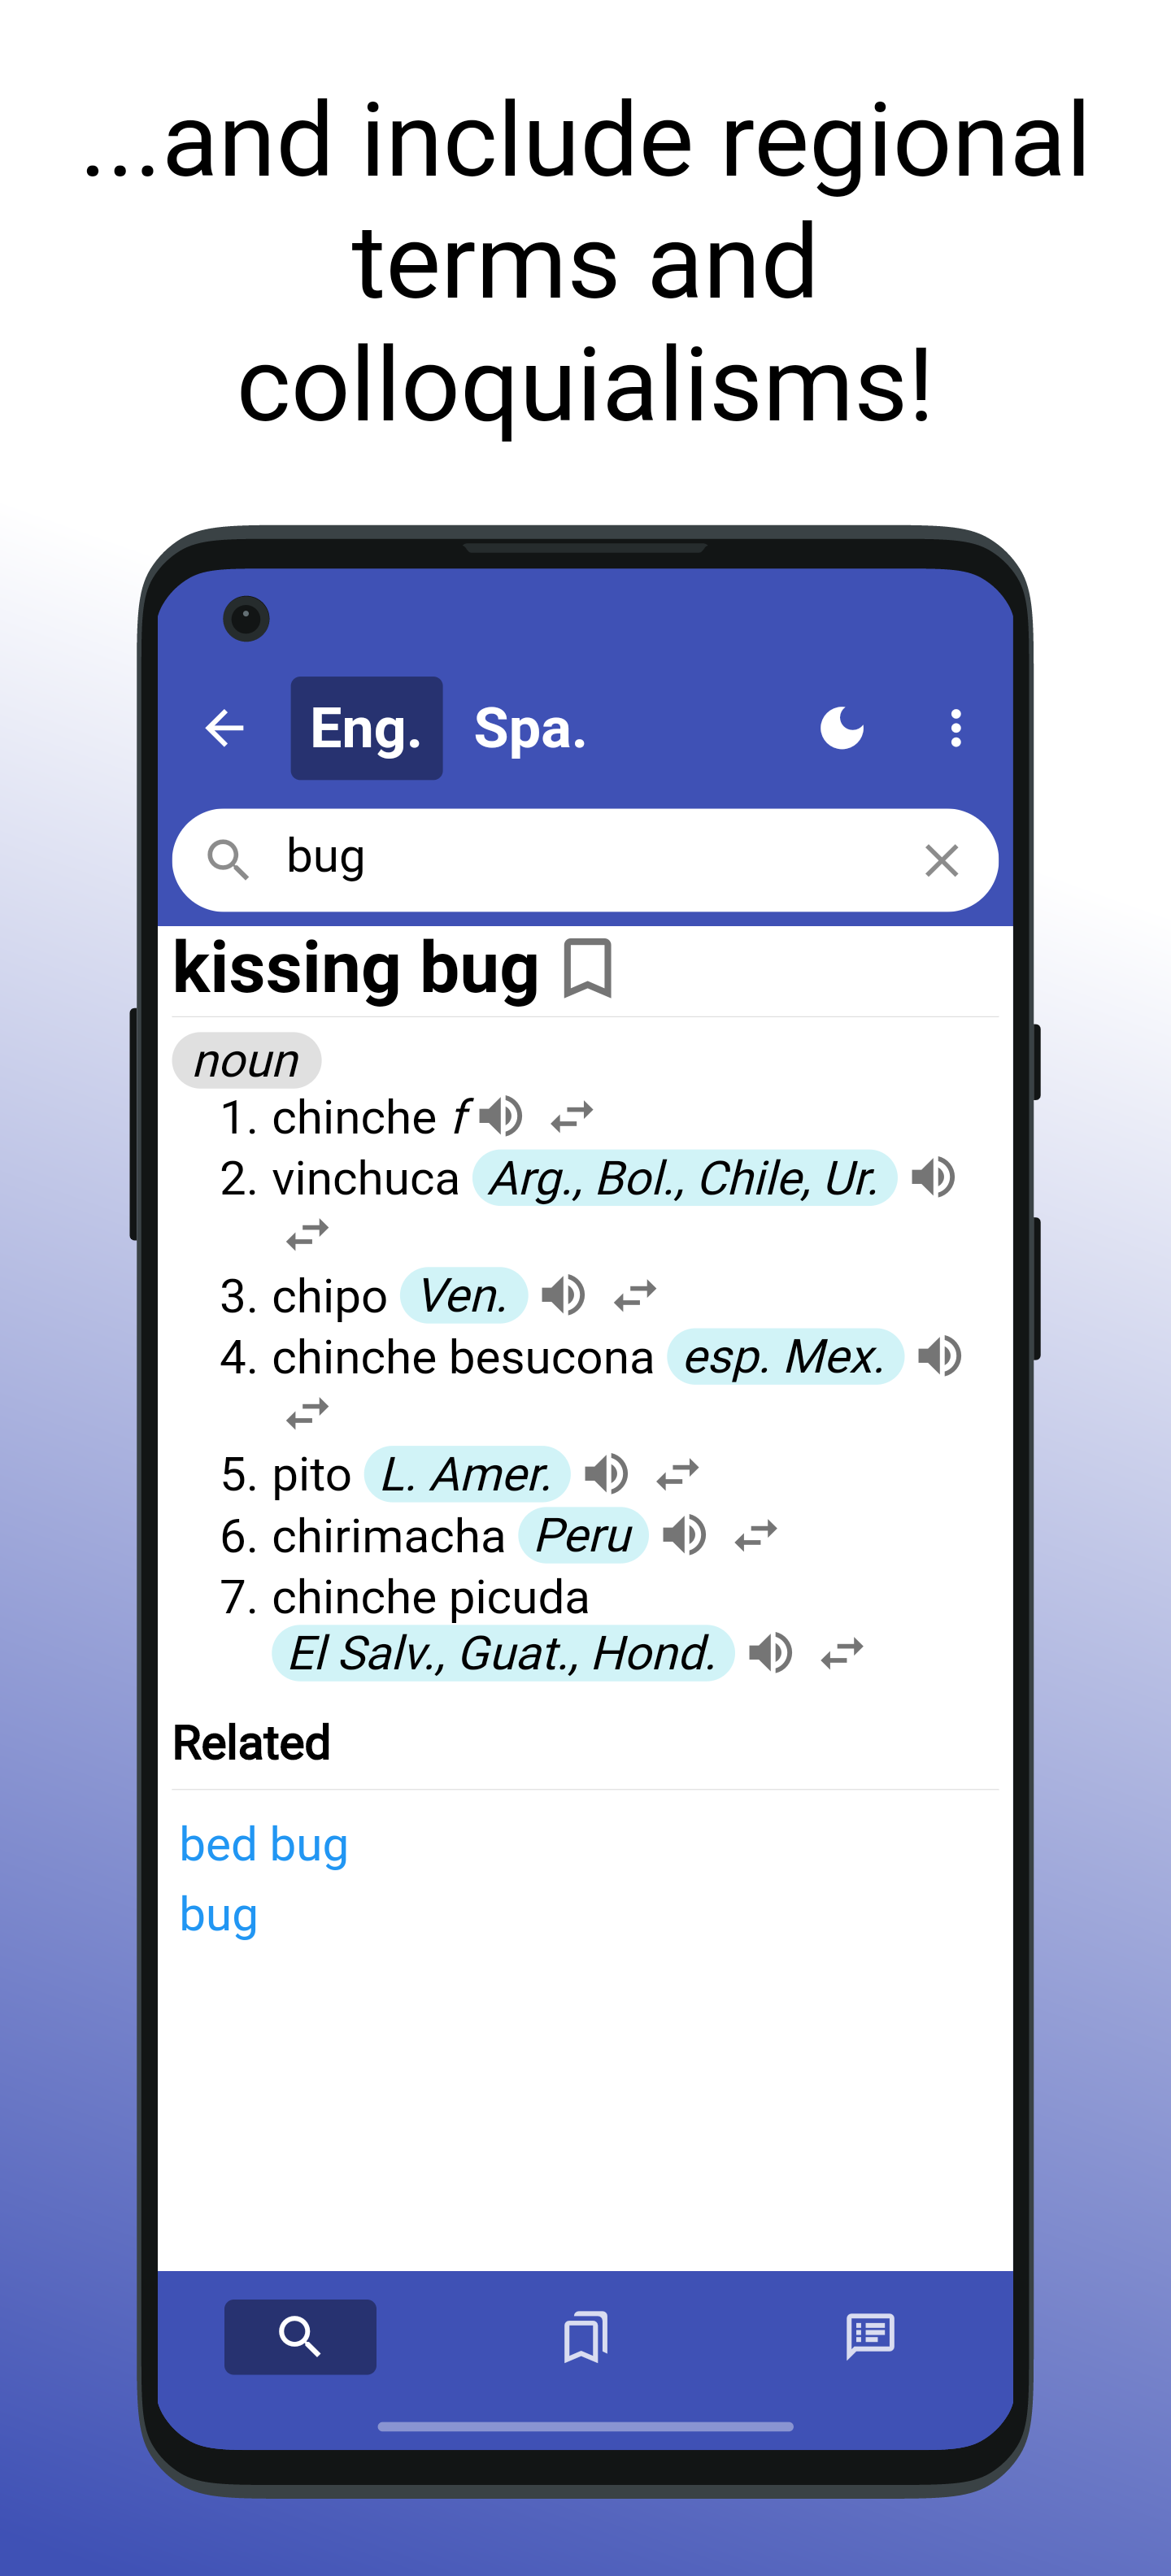 ...and include regional
terms and
colloquialisms!
Eng. Spa.
bug
kissing bug
noun
1. chinche f
2. vinchuca Arg., Bol., Chile, Ur.
3. chipo Ven.
4. chinche besucona esp. Mex.
5. pito L. Amer.
6. chirimacha Peru
7. chinche picuda
El Salv., Guat., Hond.
Related
bed bug
bug